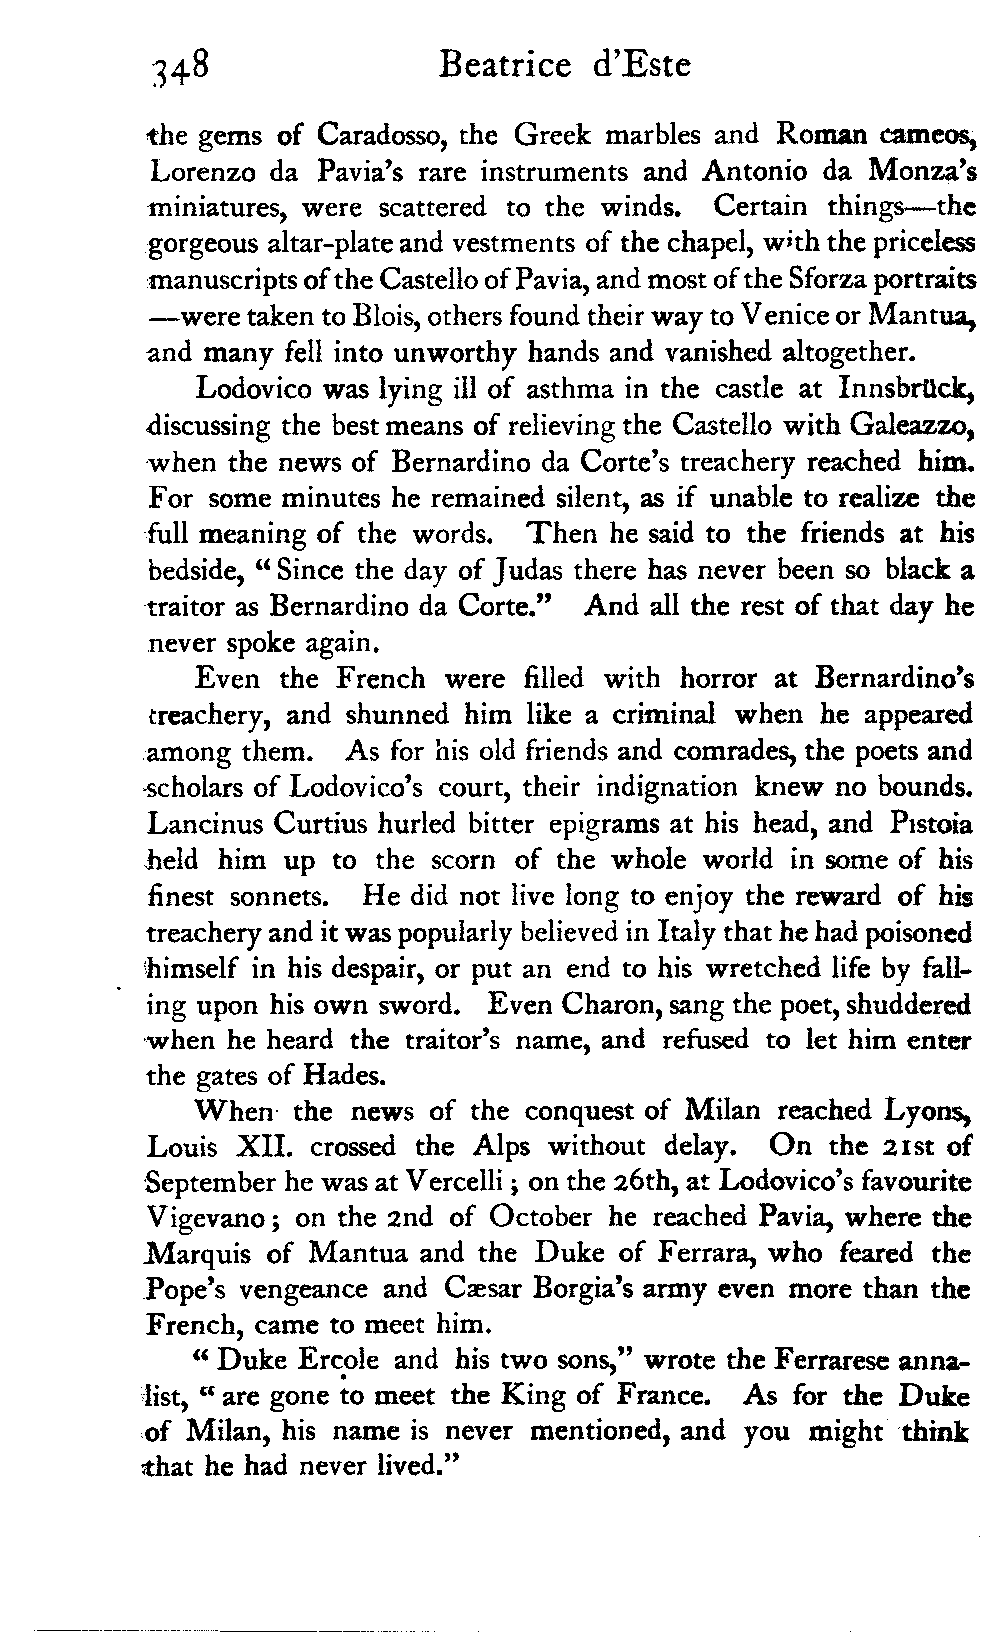 348 Beatrice d'Este
the gems of Caradosso, the Greek marbles and Roman cameos,
Lorenzo da Pavia's rare instruments and Antonio da Monza's
miniatures, were scattered to the winds. Certain things—the
gorgeous altar-plate and vestments of the chapel, with the priceless
manuscripts of the Castello of Pavia, and most of the Sforza portraits
—were taken to Blois, others found their way to Venice or Mantua,
and many fell into unworthy hands and vanished altogether.
Lodovico was lying ill of asthma in the castle at Innsbrück,
discussing the best means of relieving the Castello with Galeazzo,
when the news of Bernardino da Corte's treachery reached him.
For some minutes he remained silent, as if unable to realize the
full meaning of the words. Then he said to the friends at his
bedside, "Since the day of Judas there has never been so black a
traitor as Bernardino da Corte." And all the rest of that day he
never spoke again.
Even the French were filled with horror at Bernardino's
treachery, and shunned him like a criminal when he appeared
among them. As for his old friends and comrades, the poets and
scholars of Lodovico's court, their indignation knew no bounds.
Lancinus Curtius hurled bitter epigrams at his head, and Pistoia
held him up to the scorn of the whole world in some of his
finest sonnets. He did not live long to enjoy the reward of his
treachery and it was popularly believed in Italy that he had poisoned
himself in his despair, or put an end to his wretched life by fall-
ing upon his own sword. Even Charon, sang the poet, shuddered
when he heard the traitor's name, and refused to let him enter
the gates of Hades.
When the news of the conquest of Milan reached Lyons,
Louis XII. crossed the Alps without delay. On the 21st of
September he was at Vercelli; on the 26th, at Lodovico's favourite
Vigevano; on the 2nd of October he reached Pavia, where the
Marquis of Mantua and the Duke of Ferrara, who feared the
Pope's vengeance and Cæsar Borgia's army even more than the
French, came to meet him.
"Duke Ercole and his two sons," wrote the Ferrarese anna-
list, "are gone to meet the King of France. As for the Duke
of Milan, his name is never mentioned, and you might think
that he had never lived."